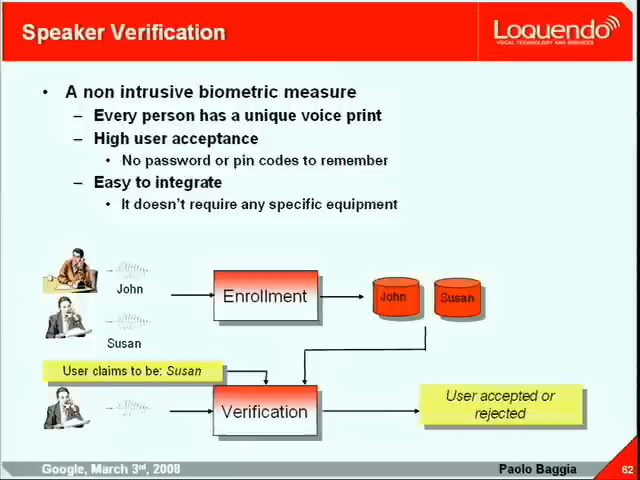 Speaker Verification
Loquendo
VOCAL TECHNOLOGY AND SERVICES
• A non intrusive biometric measure
– Every person has a unique voice print
– High user acceptance
• No password or pin codes to remember
– Easy to integrate
• It doesn't require any specific equipment
John
Enrollment
John
Susan
Susan
User claims to be: Susan
Verification
User accepted or
rejected
Google, March 3rd, 2008
Paolo Baggia
62